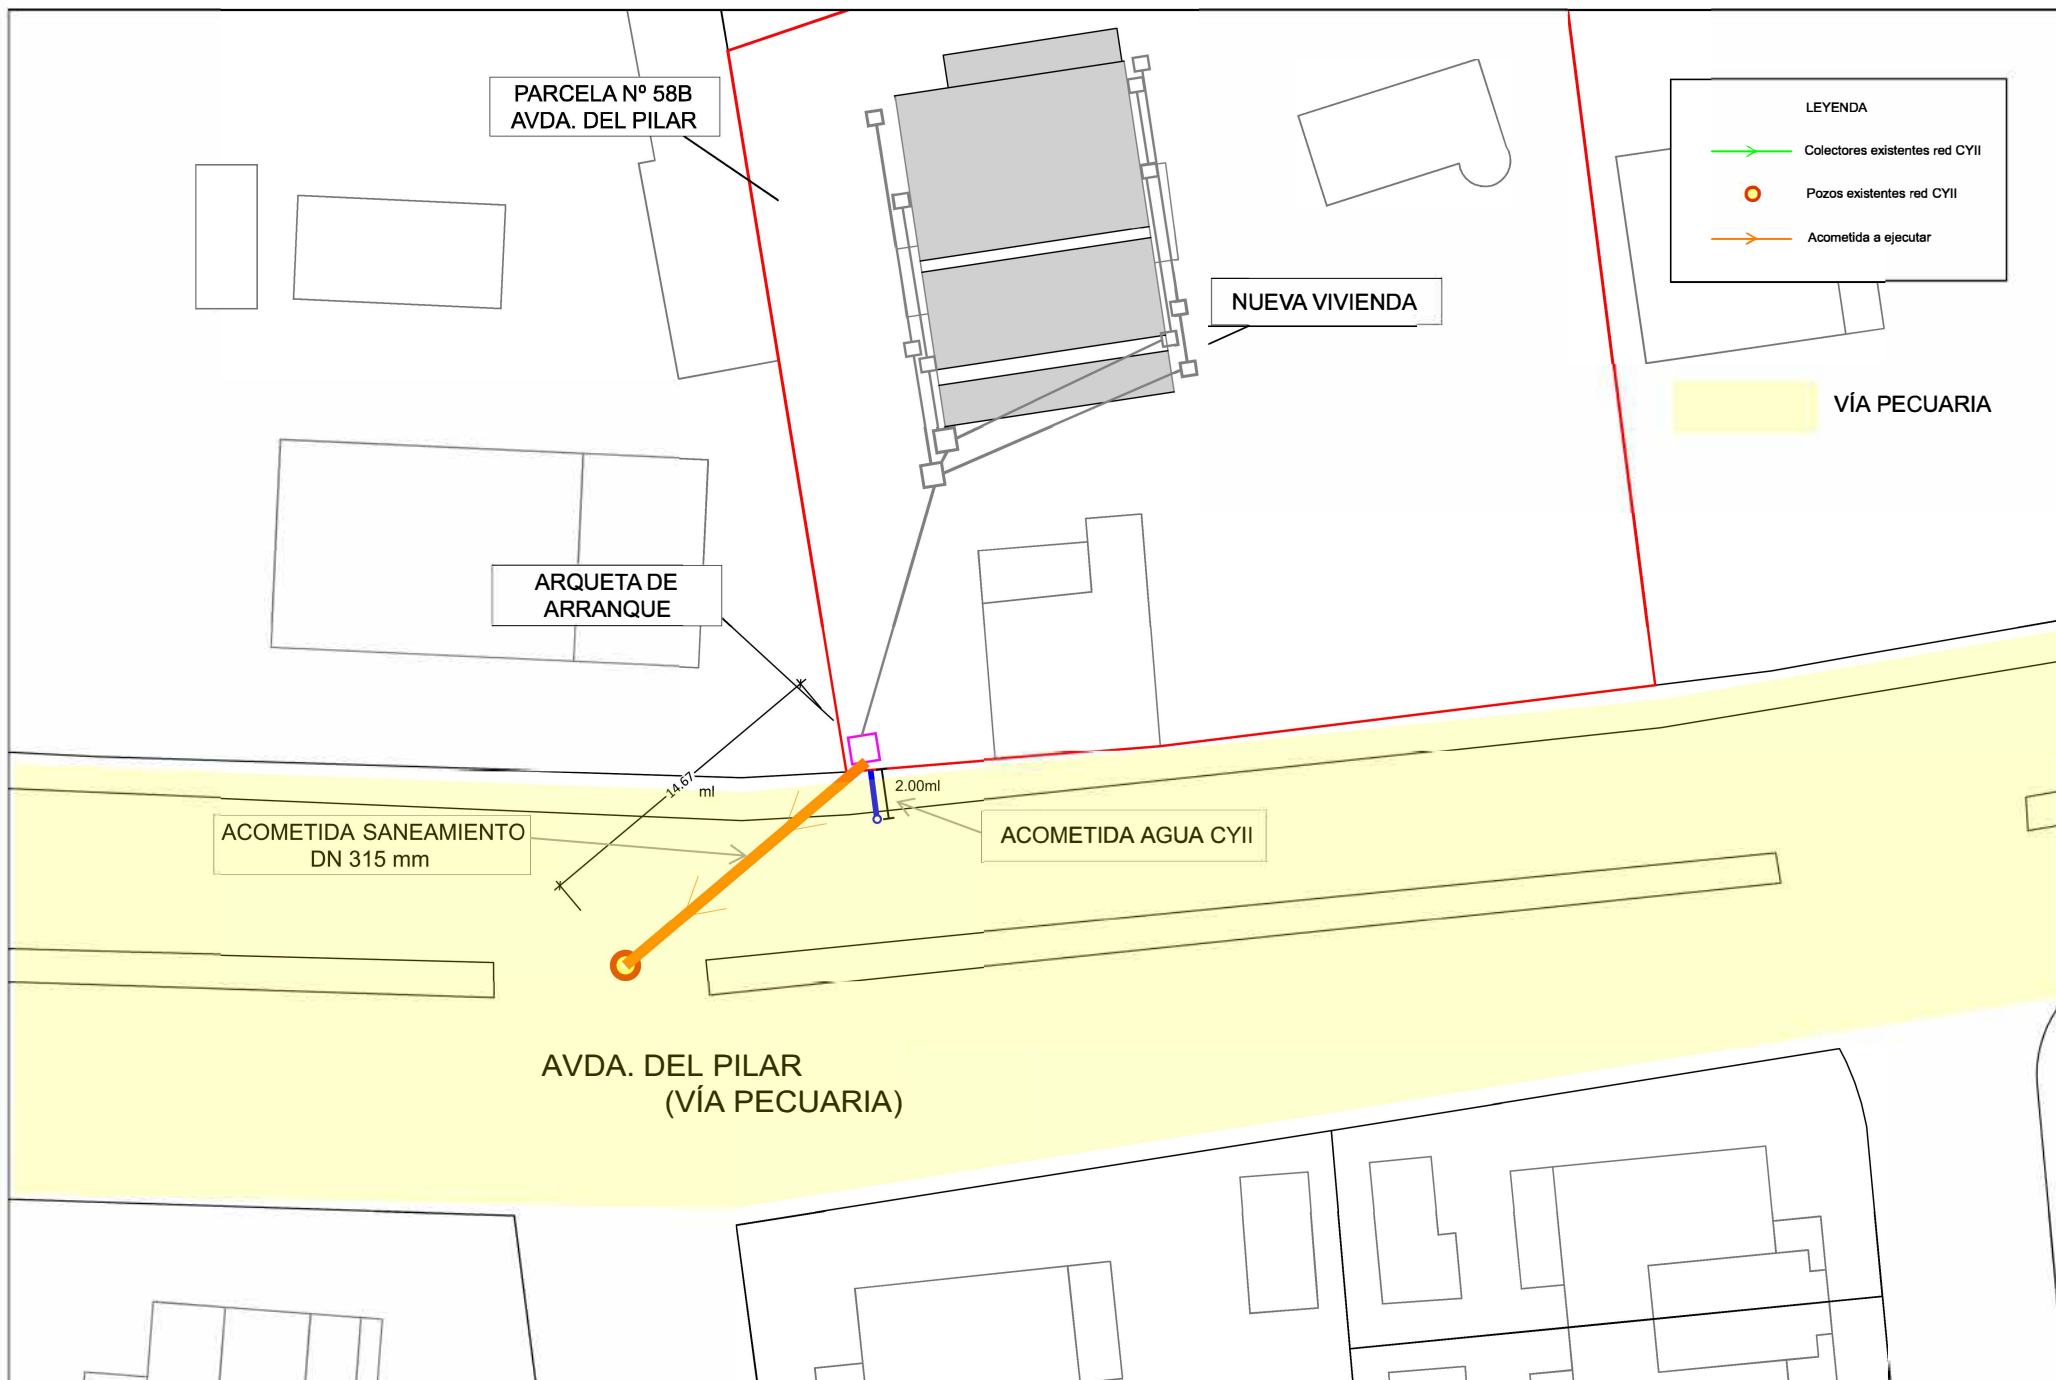 PARCELA Nº 58B
AVDA. DEL PILAR
LEYENDA
Colectores existentes red CYII
Pozos existentes red CYII
Acometida a ejecutar
NUEVA VIVIENDA
VÍA PECUARIA
ARQUETA DE
ARRANQUE
14.67
ml
2.00ml
ACOMETIDA SANEAMIENTO
DN 315 mm
ACOMETIDA AGUA CYII
AVDA. DEL PILAR
(VÍA PECUARIA)